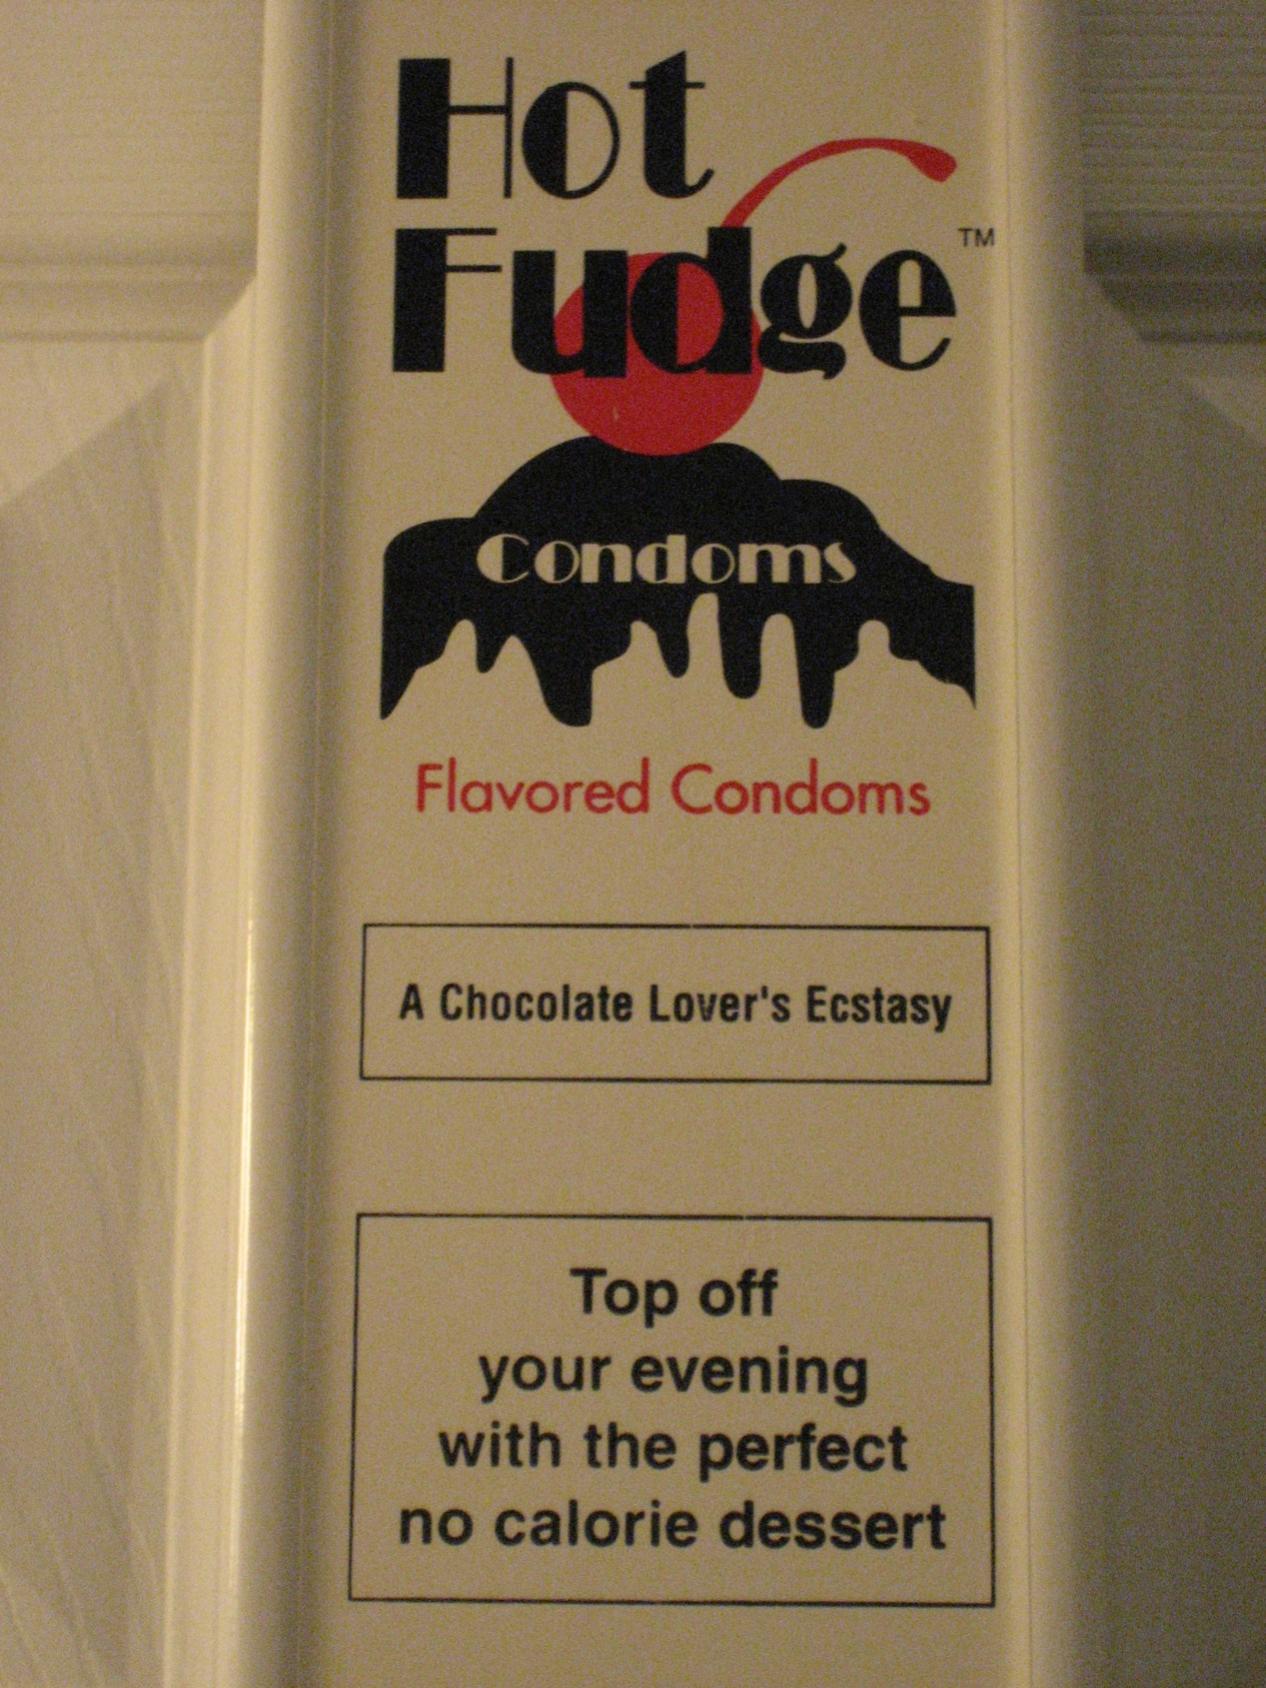 Hot
Fudge™
Condoms
Flavored Condoms
A Chocolate Lover's Ecstasy
Top off
your evening
with the perfect
no calorie dessert